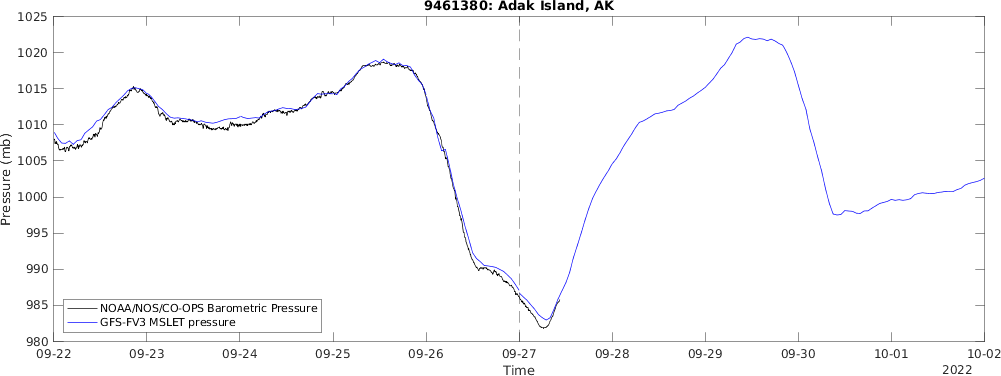 9461380: Adak Island, AK
1025
1020
1015
1010
1005
1000
995
990
985
980
Pressure (mb)
NOAA/NOS/CO-OPS Barometric Pressure
GFS-FV3 MSLET pressure
09-22 09-23 09-24 09-25 09-26 09-27 09-28 09-29 09-30 10-01 10-02
Time
2022